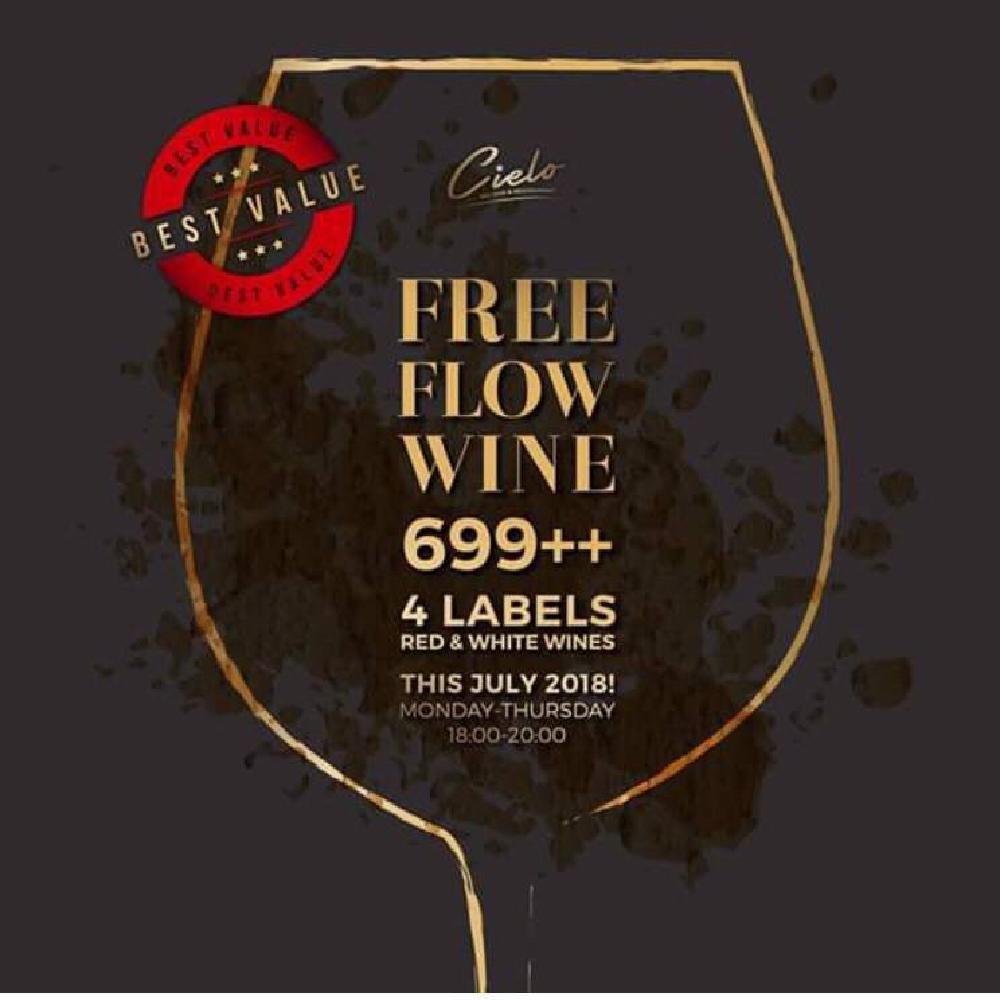 BEST VALUE
BEST VALUE
BEST VALUE
Cielo
FREE
FLOW
WINE
699++
4 LABELS
RED & WHITE WINES
THIS JULY 2018!
MONDAY-THURSDAY
18:00-20:00